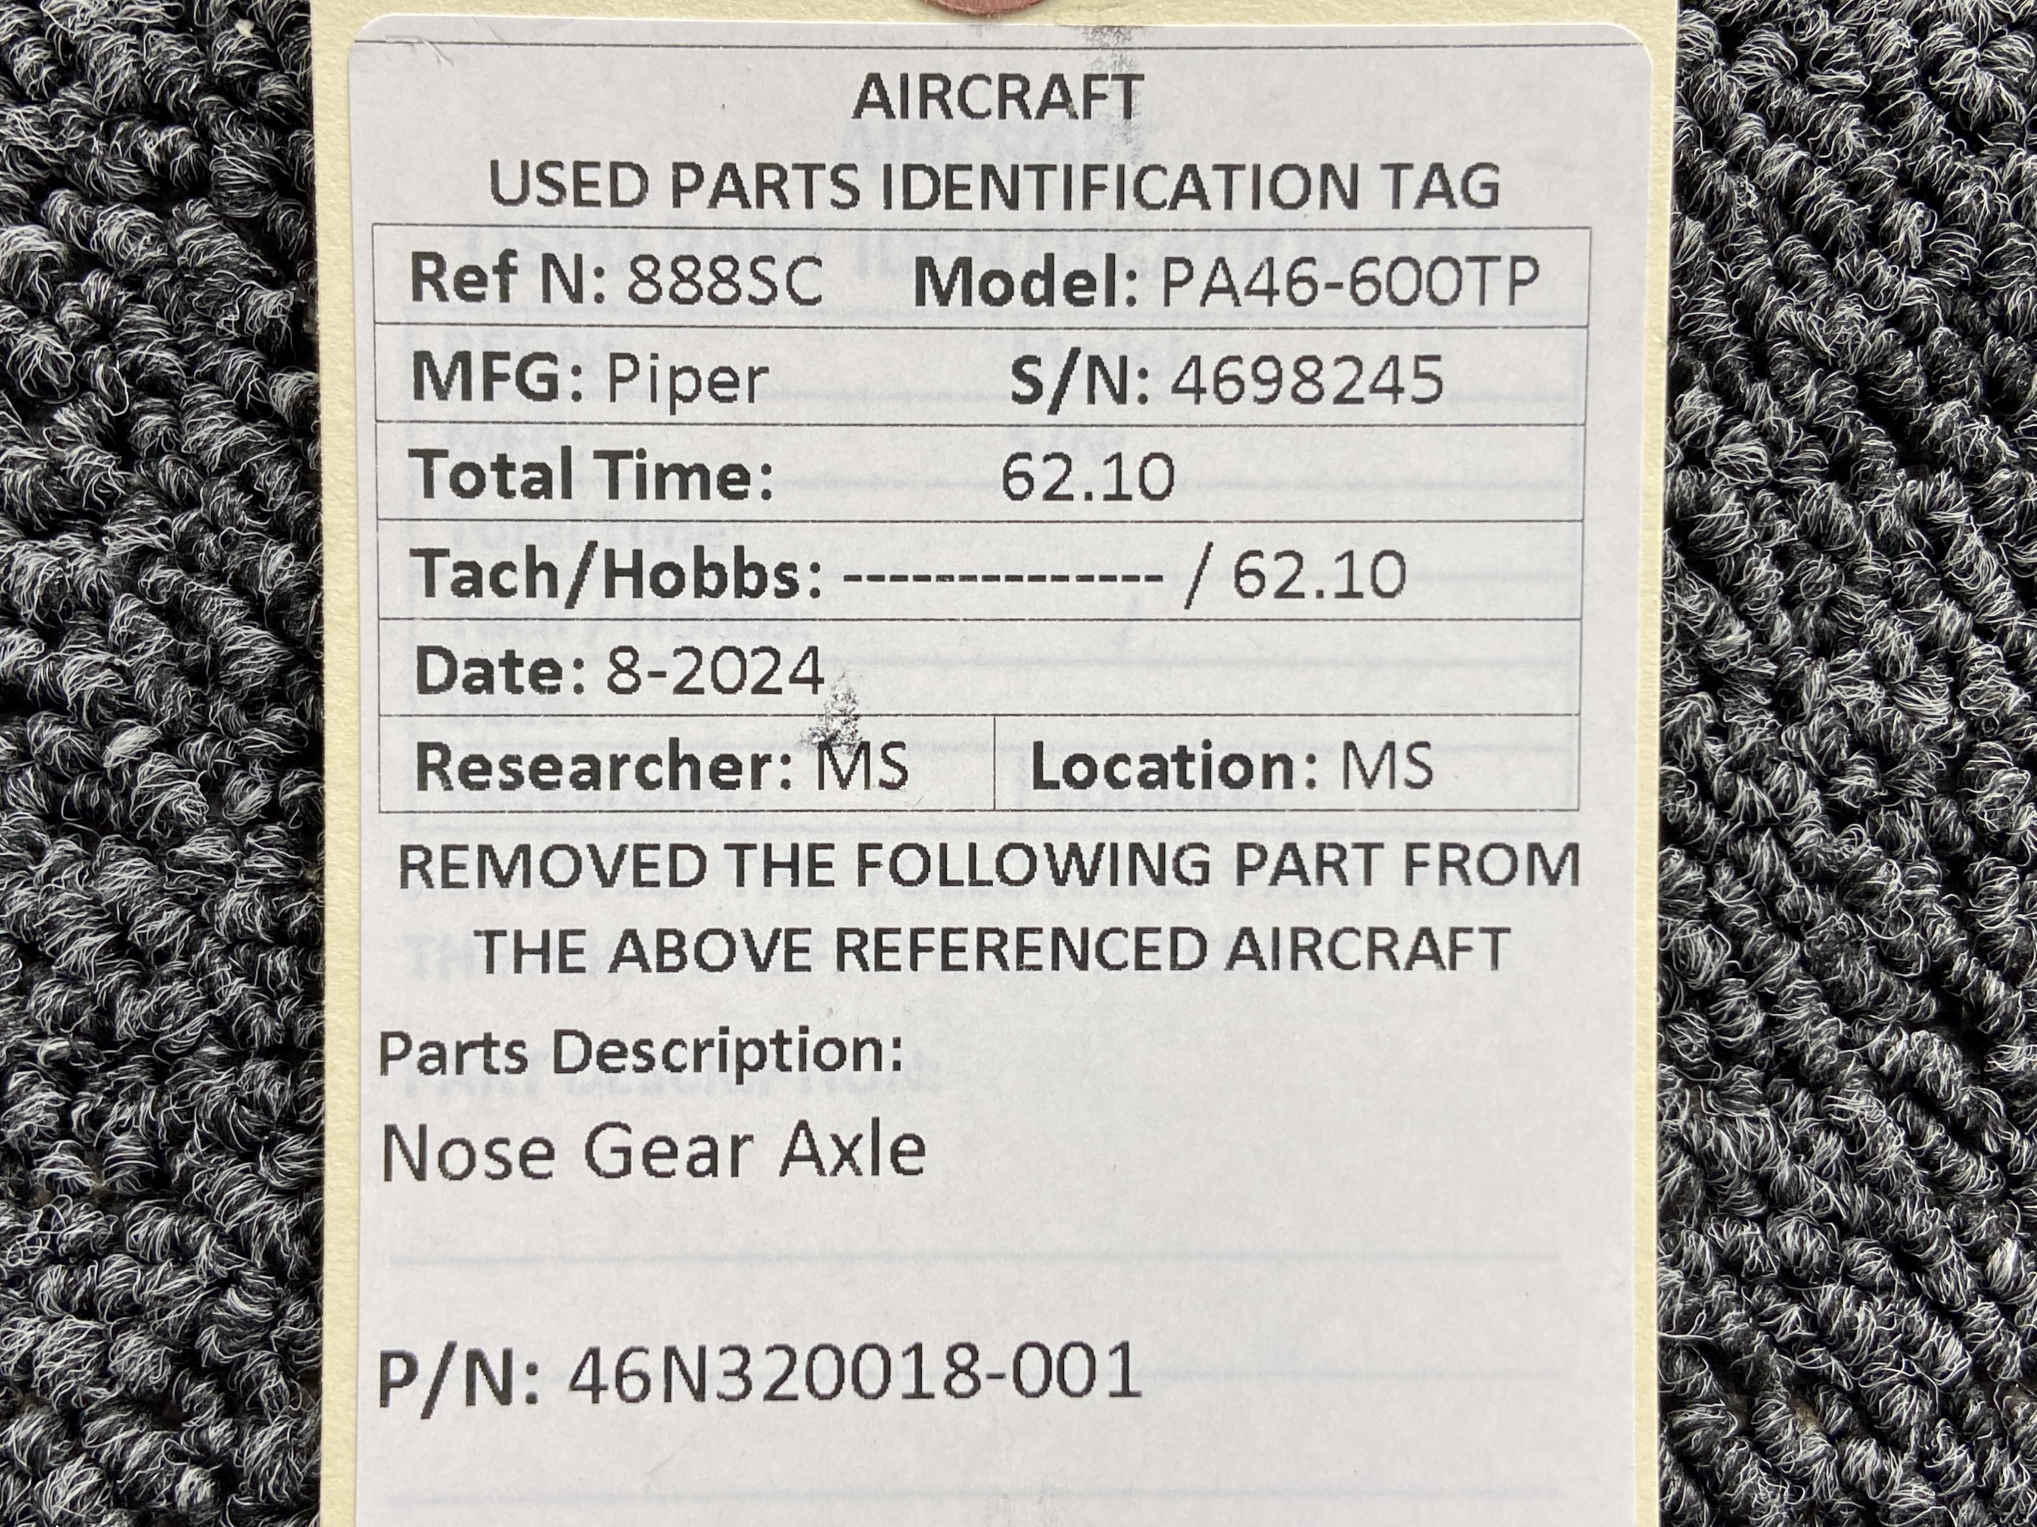 AIRCRAFT
USED PARTS IDENTIFICATION TAG
Ref N: 888SC Model: PA46-600TP
MFG: Piper S/N: 4698245
Total Time: 62.10
Tach/Hobbs: -------------- / 62.10
Date: 8-2024
Researcher: MS Location: MS
REMOVED THE FOLLOWING PART FROM
THE ABOVE REFERENCED AIRCRAFT
Parts Description:
Nose Gear Axle
P/N: 46N320018-001